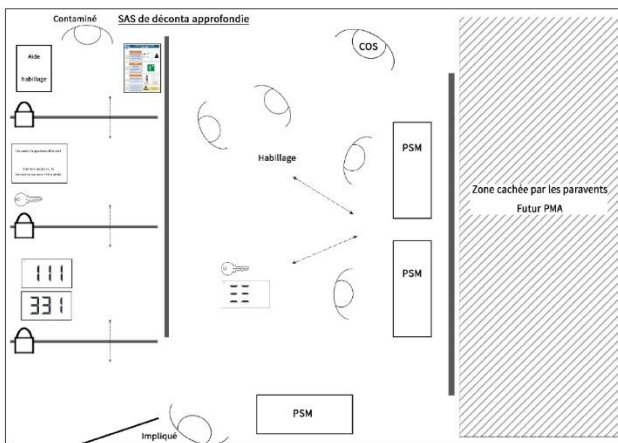 Contaminé
SAS de déconta approfondie
Aide
habillage
COS
PSM
Habillage
Zone cachée par les paravents
Futur PMA
111
331
PSM
PSM
Impliqué